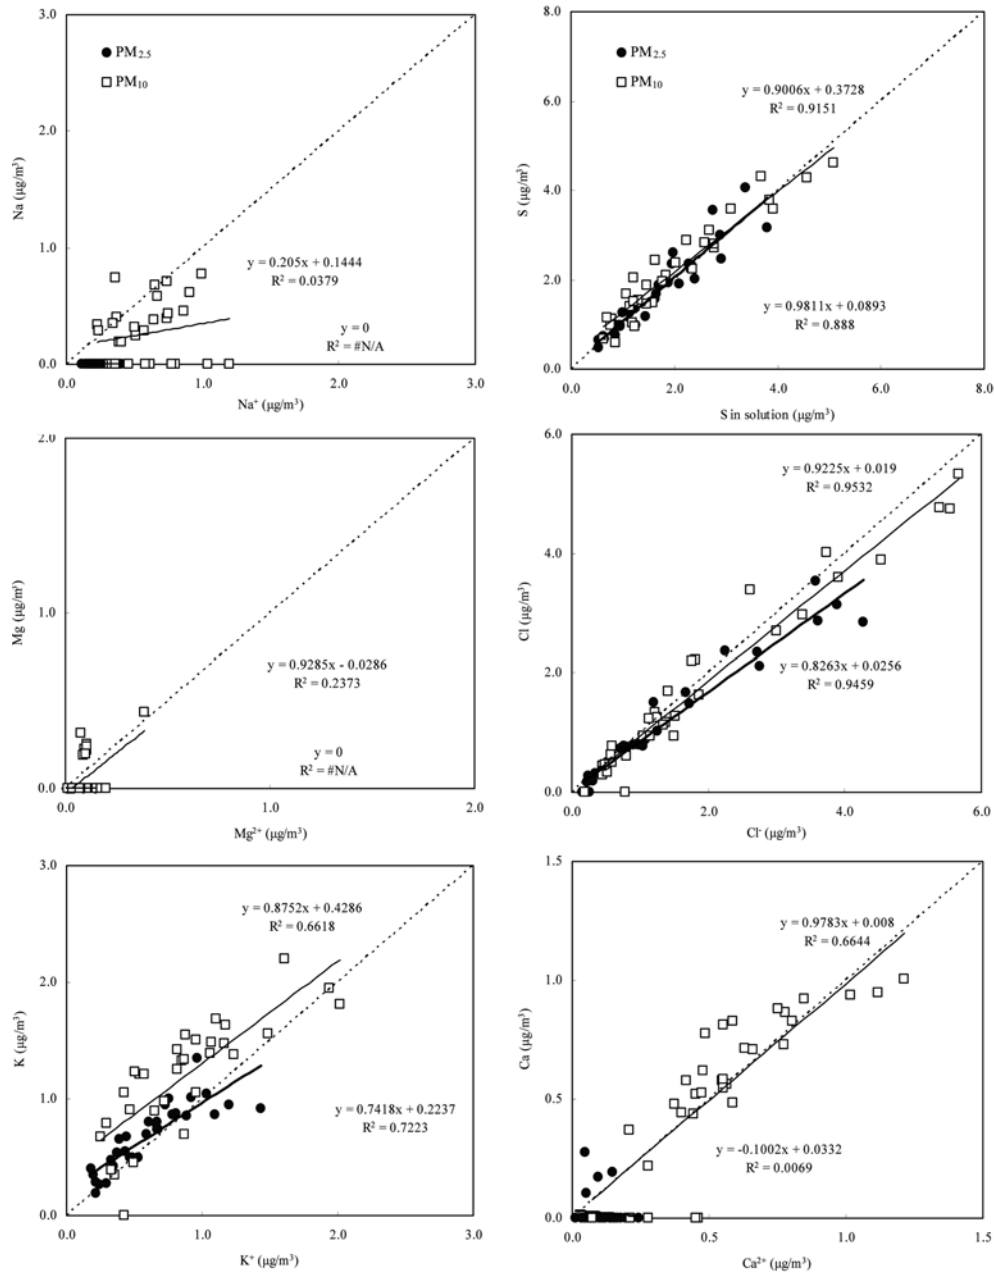 3.0
PM2.5
PM10
2.0
Na (μg/m³)
1.0
y = 0.205x + 0.1444
R² = 0.0379
y = 0
R² = #N/A
0.0
0.0 1.0 2.0 3.0
Na⁺ (μg/m³)
8.0
PM2.5
PM10
6.0
y = 0.9006x + 0.3728
R² = 0.9151
S (μg/m³)
4.0
2.0
y = 0.9811x + 0.0893
R² = 0.888
0.0
0.0 2.0 4.0 6.0 8.0
S in solution (μg/m³)
2.0
Mg (μg/m³)
1.0
y = 0.9285x - 0.0286
R² = 0.2373
y = 0
R² = #N/A
0.0
0.0 1.0 2.0
Mg²⁺ (μg/m³)
6.0
y = 0.9225x + 0.019
R² = 0.9532
4.0
Cl (μg/m³)
2.0
y = 0.8263x + 0.0256
R² = 0.9459
0.0
0.0 2.0 4.0 6.0
Cl⁻ (μg/m³)
3.0
y = 0.8752x + 0.4286
R² = 0.6618
2.0
K (μg/m³)
1.0
y = 0.7418x + 0.2237
R² = 0.7223
0.0
0.0 1.0 2.0 3.0
K⁺ (μg/m³)
1.5
y = 0.9783x + 0.008
R² = 0.6644
1.0
Ca (μg/m³)
0.5
y = -0.1002x + 0.0332
R² = 0.0069
0.0
0.0 0.5 1.0 1.5
Ca²⁺ (μg/m³)